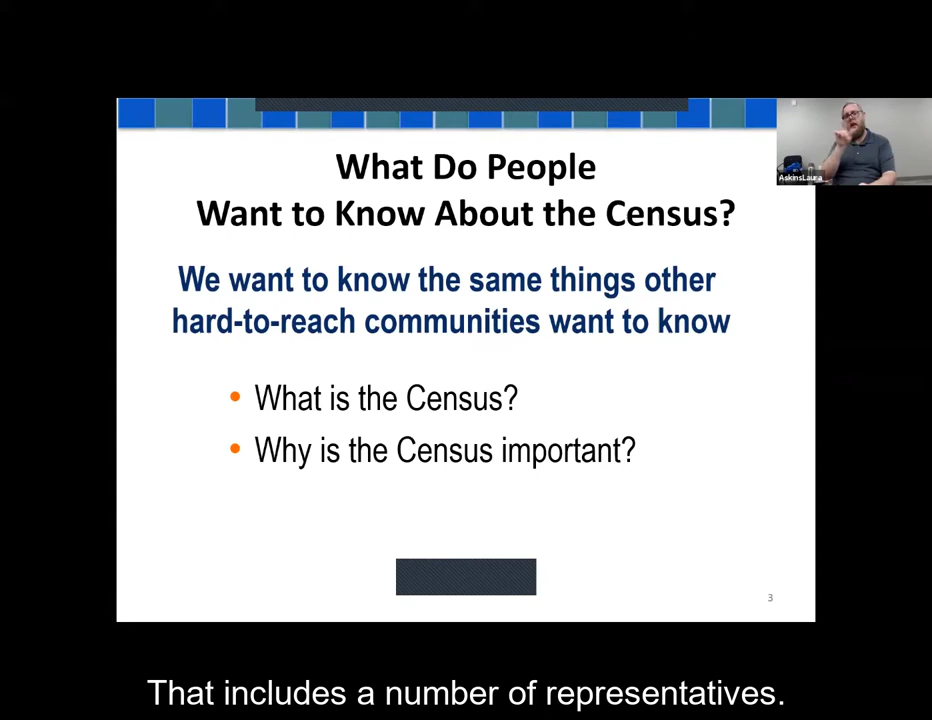 What Do People
Want to Know About the Census?
AskinsLaura
We want to know the same things other
hard-to-reach communities want to know
• What is the Census?
• Why is the Census important?
3
That includes a number of representatives.